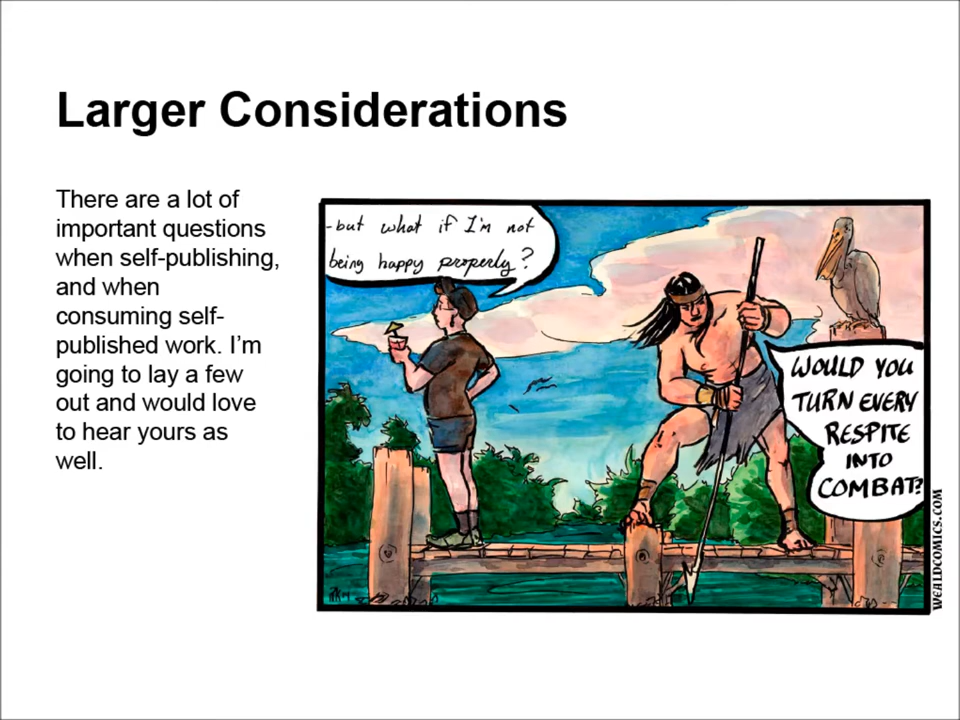 Larger Considerations
There are a lot of
important questions
when self-publishing,
and when
consuming self-
published work. I'm
going to lay a few
out and would love
to hear yours as
well.
-but what if I'm not
being happy properly?
WOULD YOU
TURN EVERY
RESPITE
INTO
COMBAT?
WEALDCOMICS.COM